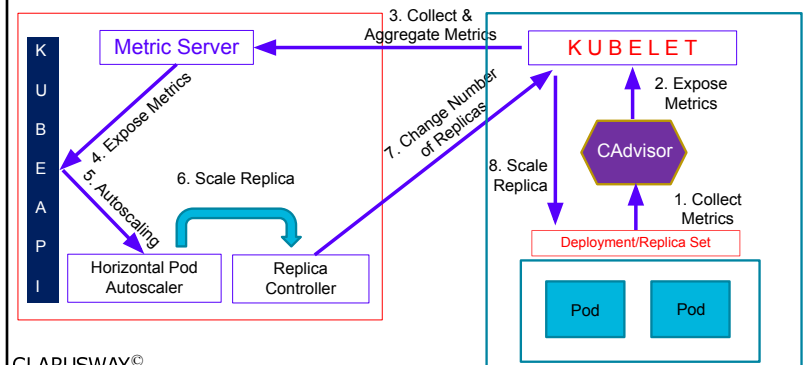 3. Collect &
Aggregate Metrics
K U B E A P I
Metric Server
K U B E L E T
4. Expose Metrics
7. Change Number
of Replicas
2. Expose
Metrics
CAdvisor
5. Autoscaling
6. Scale Replica
8. Scale
Replica
1. Collect
Metrics
Deployment/Replica Set
Horizontal Pod
Autoscaler
Replica
Controller
Pod
Pod
CLARUSWAY©